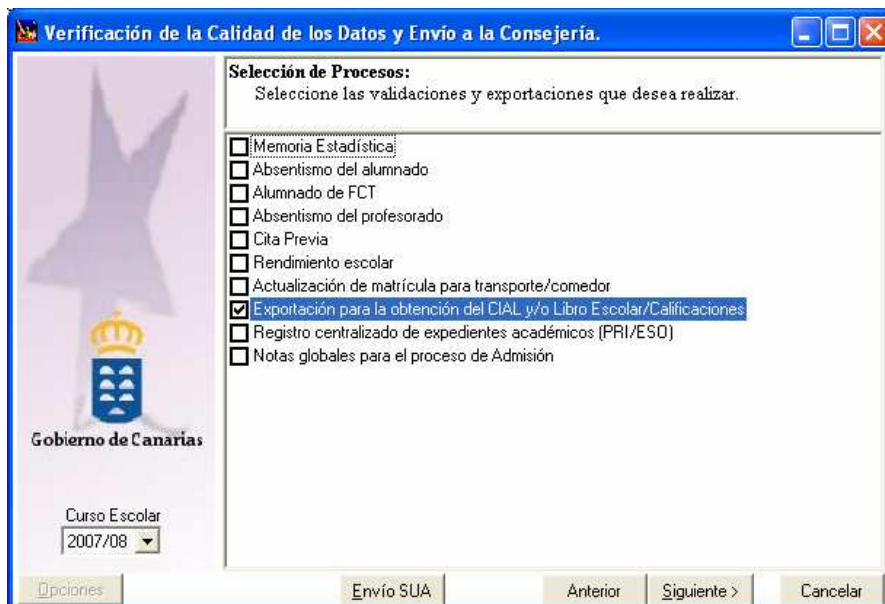 Verificación de la Calidad de los Datos y Envío a la Consejería.
Selección de Procesos:
Seleccione las validaciones y exportaciones que desea realizar.
Memoria Estadística
Absentismo del alumnado
Alumnado de FCT
Absentismo del profesorado
Cita Previa
Rendimiento escolar
Actualización de matrícula para transporte/comedor
Exportación para la obtención del CIAL y/o Libro Escolar/Calificaciones
Registro centralizado de expedientes académicos (PRI/ESO)
Notas globales para el proceso de Admisión
Gobierno de Canarias
Curso Escolar
2007/08
Opciones
Envío SUA
Anterior
Siguiente >
Cancelar